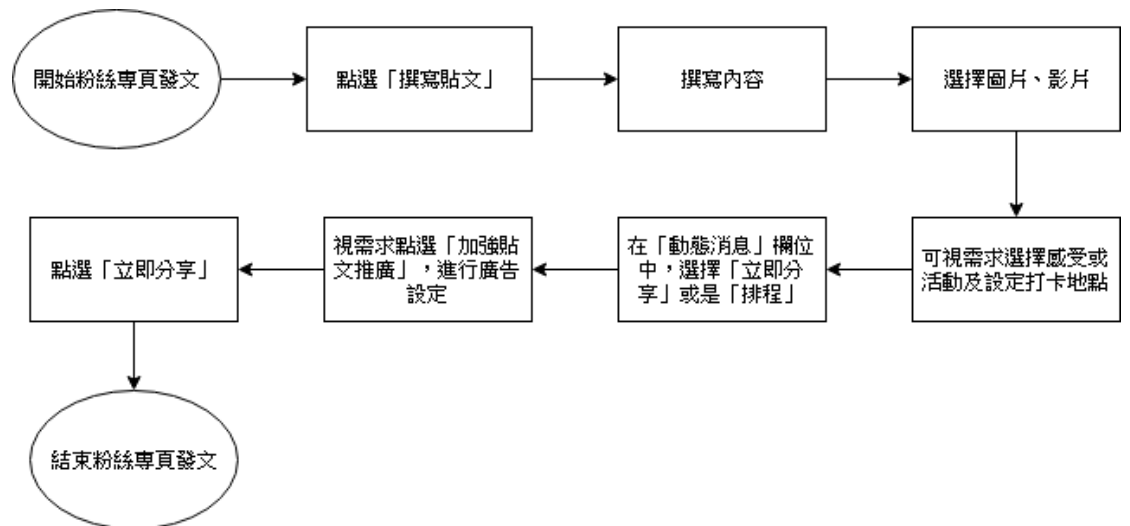 開始粉絲專頁發文
點選「撰寫貼文」
撰寫內容
選擇圖片、影片
可視需求選擇感受或
活動及設定打卡地點
在「動態消息」欄位
中，選擇「立即分
享」或是「排程」
視需求點選「加強貼
文推廣」，進行廣告
設定
點選「立即分享」
結束粉絲專頁發文